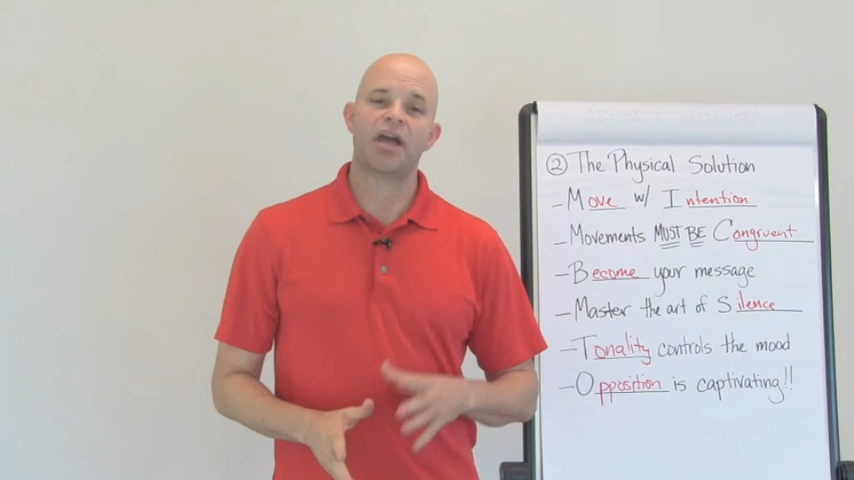 ② The Physical Solution
- Move w/ Intention
- Movements MUST BE Congruent
- Become your message
- Master the art of Silence
- Tonality controls the mood
- Opposition is captivating!!